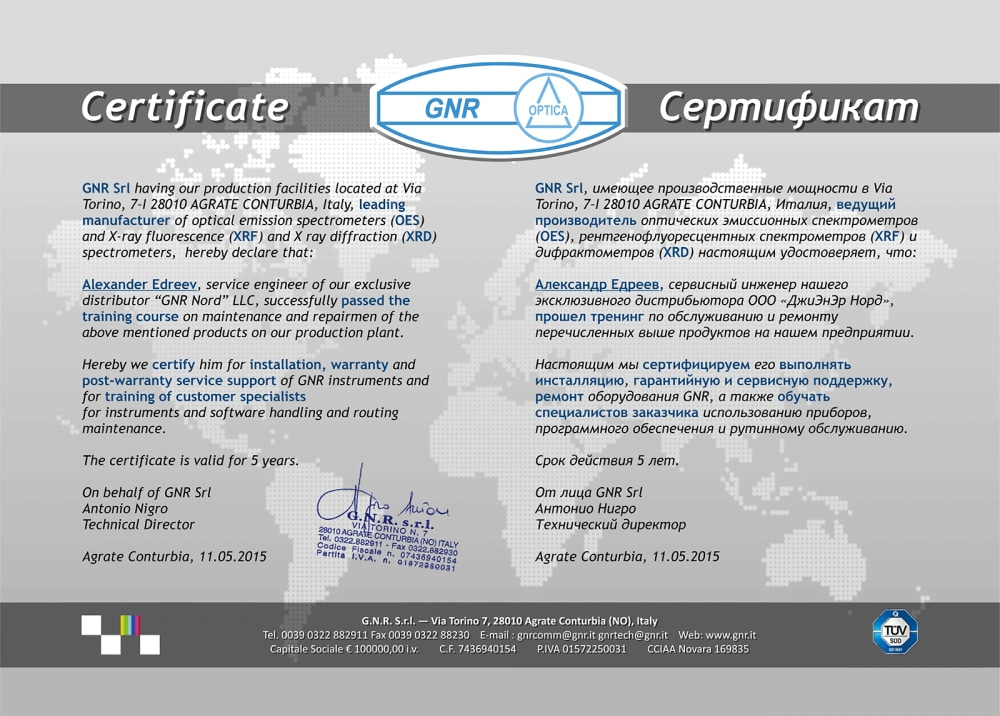 Certificate
GNR
OPTICA
Сертификат
GNR Srl having our production facilities located at Via
Torino, 7-I 28010 AGRATE CONTURBIA, Italy, leading
manufacturer of optical emission spectrometers (OES)
and X-ray fluorescence (XRF) and X ray diffraction (XRD)
spectrometers, hereby declare that:
Alexander Edreev, service engineer of our exclusive
distributor “GNR Nord” LLC, successfully passed the
training course on maintenance and repairmen of the
above mentioned products on our production plant.
Hereby we certify him for installation, warranty and
post-warranty service support of GNR instruments and
for training of customer specialists
for instruments and software handling and routing
maintenance.
The certificate is valid for 5 years.
On behalf of GNR Srl
Antonio Nigro
Technical Director
Agrate Conturbia, 11.05.2015
G.N.R. s.r.l.
VIA TORINO N. 7
28010 AGRATE CONTURBIA (NO) ITALY
Tel. 0322.882911 - Fax 0322.882930
Codice Fiscale n. 07436940154
Partita I.V.A. n. 01572250031
GNR Srl, имеющее производственные мощности в Via
Torino, 7-I 28010 AGRATE CONTURBIA, Италия, ведущий
производитель оптических эмиссионных спектрометров
(OES), рентгенофлуоресцентных спектрометров (XRF) и
дифрактометров (XRD) настоящим удостоверяет, что:
Александр Едреев, сервисный инженер нашего
эксклюзивного дистрибьютора ООО «ДжиЭнЭр Норд»,
прошел тренинг по обслуживанию и ремонту
перечисленных выше продуктов на нашем предприятии.
Настоящим мы сертифицируем его выполнять
инсталляцию, гарантийную и сервисную поддержку,
ремонт оборудования GNR, а также обучать
специалистов заказчика использованию приборов,
программного обеспечения и рутинному обслуживанию.
Срок действия 5 лет.
От лица GNR Srl
Антонио Нигро
Технический директор
Agrate Conturbia, 11.05.2015
G.N.R. S.r.l. — Via Torino 7, 28010 Agrate Conturbia (NO), Italy
Tel. 0039 0322 882911 Fax 0039 0322 88230 E-mail : gnrcomm@gnr.it gnrtech@gnr.it Web: www.gnr.it
Capitale Sociale € 100000,00 i.v. C.F. 7436940154 P.IVA 01572250031 CCIAA Novara 169835
TÜV
SÜD
ISO 9001